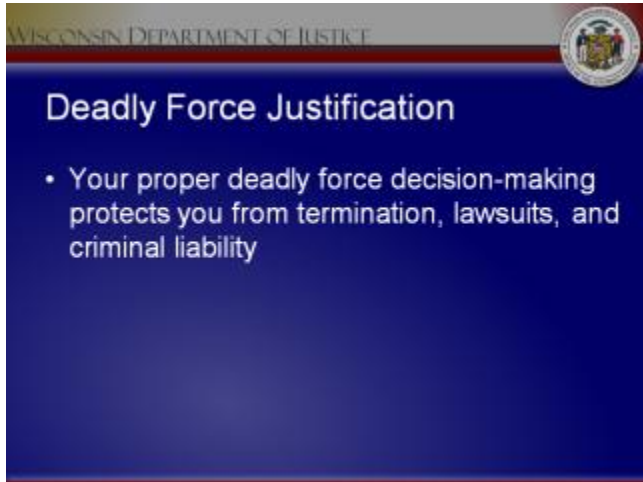 WISCONSIN DEPARTMENT OF JUSTICE
Deadly Force Justification
• Your proper deadly force decision-making
protects you from termination, lawsuits, and
criminal liability